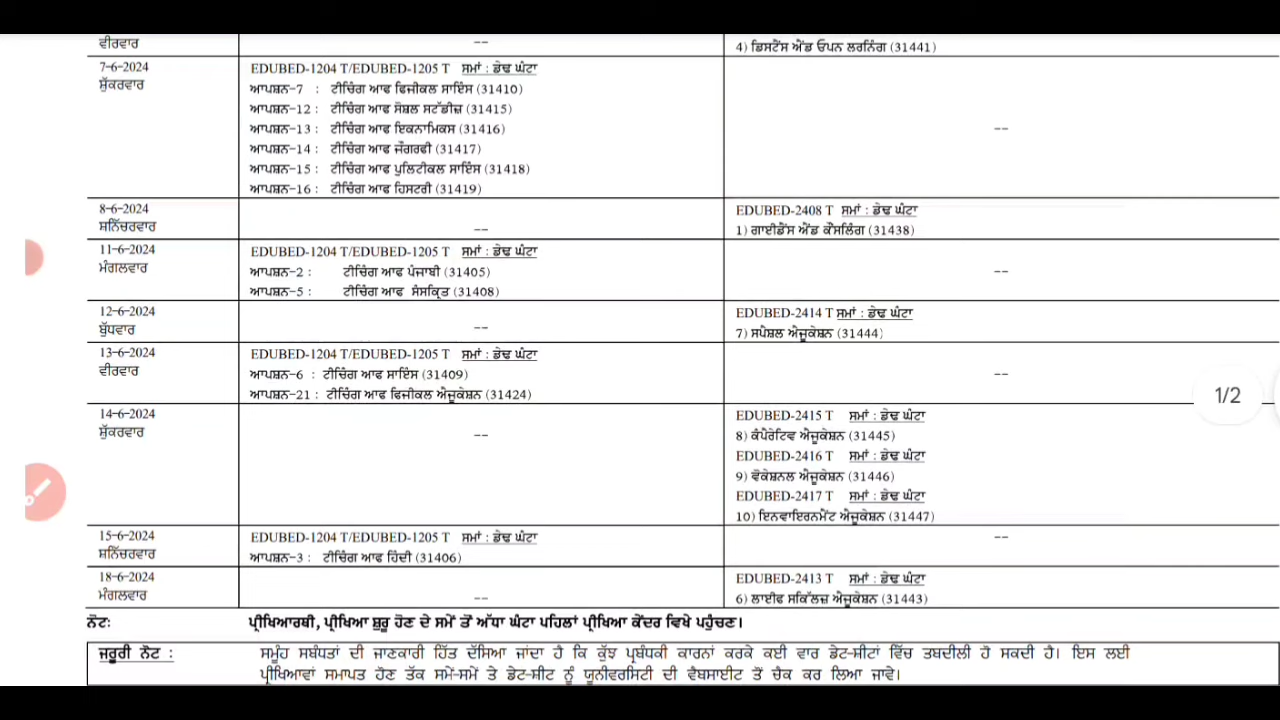 ਵੀਰਵਾਰ -- 4) ਡਿਸਟੈਂਸ ਐਂਡ ਓਪਨ ਲਰਨਿੰਗ (31441)
7-6-2024 EDUBED-1204 T/EDUBED-1205 T ਸਮਾਂ : ਡੇਢ ਘੰਟਾ
ਸ਼ੁੱਕਰਵਾਰ
ਆਪਸ਼ਨ-7 : ਟੀਚਿੰਗ ਆਫ ਫਿਜੀਕਲ ਸਾਇੰਸ (31410)
ਆਪਸ਼ਨ-12 : ਟੀਚਿੰਗ ਆਫ ਸੋਸ਼ਲ ਸਟੱਡੀਜ਼ (31415)
ਆਪਸ਼ਨ-13 : ਟੀਚਿੰਗ ਆਫ ਇਕਨਾਮਿਕਸ (31416) --
ਆਪਸ਼ਨ-14 : ਟੀਚਿੰਗ ਆਫ ਜੌਗਰਫੀ (31417)
ਆਪਸ਼ਨ-15 : ਟੀਚਿੰਗ ਆਫ ਪੁਲਿਟੀਕਲ ਸਾਇੰਸ (31418)
ਆਪਸ਼ਨ-16 : ਟੀਚਿੰਗ ਆਫ ਹਿਸਟਰੀ (31419)
8-6-2024 EDUBED-2408 T ਸਮਾਂ : ਡੇਢ ਘੰਟਾ
ਸ਼ਨਿੱਚਰਵਾਰ -- 1) ਗਾਈਡੈਂਸ ਐਂਡ ਕੌਂਸਲਿੰਗ (31438)
11-6-2024 EDUBED-1204 T/EDUBED-1205 T ਸਮਾਂ : ਡੇਢ ਘੰਟਾ
ਮੰਗਲਵਾਰ ਆਪਸ਼ਨ-2 : ਟੀਚਿੰਗ ਆਫ ਪੰਜਾਬੀ (31405) --
ਆਪਸ਼ਨ-5 : ਟੀਚਿੰਗ ਆਫ ਸੰਸਕ੍ਰਿਤ (31408)
12-6-2024 EDUBED-2414 T ਸਮਾਂ : ਡੇਢ ਘੰਟਾ
ਬੁੱਧਵਾਰ -- 7) ਸਪੈਸ਼ਲ ਐਜੂਕੇਸ਼ਨ (31444)
13-6-2024 EDUBED-1204 T/EDUBED-1205 T ਸਮਾਂ : ਡੇਢ ਘੰਟਾ
ਵੀਰਵਾਰ ਆਪਸ਼ਨ-6 : ਟੀਚਿੰਗ ਆਫ ਸਾਇੰਸ (31409) --
ਆਪਸ਼ਨ-21 : ਟੀਚਿੰਗ ਆਫ ਫਿਜੀਕਲ ਐਜੂਕੇਸ਼ਨ (31424)
1/2
14-6-2024 EDUBED-2415 T ਸਮਾਂ : ਡੇਢ ਘੰਟਾ
ਸ਼ੁੱਕਰਵਾਰ -- 8) ਕੰਪੈਰੇਟਿਵ ਐਜੂਕੇਸ਼ਨ (31445)
EDUBED-2416 T ਸਮਾਂ : ਡੇਢ ਘੰਟਾ
9) ਵੋਕੇਸ਼ਨਲ ਐਜੂਕੇਸ਼ਨ (31446)
EDUBED-2417 T ਸਮਾਂ : ਡੇਢ ਘੰਟਾ
10) ਇਨਵਾਇਰਨਮੈਂਟ ਐਜੂਕੇਸ਼ਨ (31447)
15-6-2024 EDUBED-1204 T/EDUBED-1205 T ਸਮਾਂ : ਡੇਢ ਘੰਟਾ --
ਸ਼ਨਿੱਚਰਵਾਰ ਆਪਸ਼ਨ-3 : ਟੀਚਿੰਗ ਆਫ ਹਿੰਦੀ (31406)
18-6-2024 EDUBED-2413 T ਸਮਾਂ : ਡੇਢ ਘੰਟਾ
ਮੰਗਲਵਾਰ -- 6) ਲਾਈਫ ਸਕਿੱਲਜ਼ ਐਜੂਕੇਸ਼ਨ (31443)
ਨੋਟ: ਪ੍ਰੀਖਿਆਰਥੀ, ਪ੍ਰੀਖਿਆ ਸ਼ੁਰੂ ਹੋਣ ਦੇ ਸਮੇਂ ਤੋਂ ਅੱਧਾ ਘੰਟਾ ਪਹਿਲਾਂ ਪ੍ਰੀਖਿਆ ਕੇਂਦਰ ਵਿਖੇ ਪਹੁੰਚਣ।
ਜਰੂਰੀ ਨੋਟ : ਸਮੂੰਹ ਸਬੰਧਤਾਂ ਦੀ ਜਾਣਕਾਰੀ ਹਿੱਤ ਦੱਸਿਆ ਜਾਂਦਾ ਹੈ ਕਿ ਕੁੱਝ ਪ੍ਰਬੰਧਕੀ ਕਾਰਨਾਂ ਕਰਕੇ ਕਈ ਵਾਰ ਡੇਟ-ਸ਼ੀਟਾਂ ਵਿੱਚ ਤਬਦੀਲੀ ਹੋ ਸਕਦੀ ਹੈ। ਇਸ ਲਈ
ਪ੍ਰੀਖਿਆਵਾਂ ਸਮਾਪਤ ਹੋਣ ਤੱਕ ਸਮੇਂ-ਸਮੇਂ ਤੇ ਡੇਟ-ਸ਼ੀਟ ਨੂੰ ਯੂਨੀਵਰਸਿਟੀ ਦੀ ਵੈਬਸਾਈਟ ਤੋਂ ਚੈਕ ਕਰ ਲਿਆ ਜਾਵੇ।